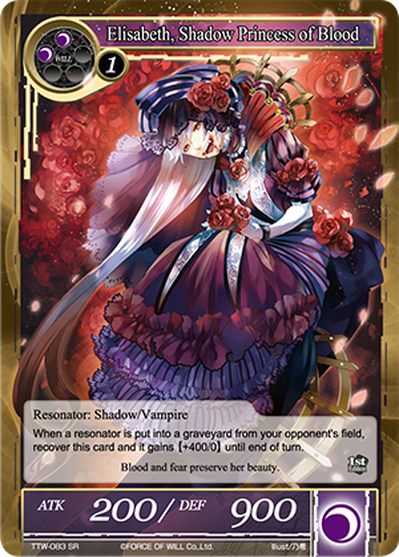 Elisabeth, Shadow Princess of Blood
WILL
1
Resonator: Shadow/Vampire
When a resonator is put into a graveyard from your opponent's field,
recover this card and it gains【+400/0】until end of turn.
1st
Edition
Blood and fear preserve her beauty.
ATK 200/ DEF 900
TTW-083 SR ©FORCE OF WILL Co.,Ltd. Illust/